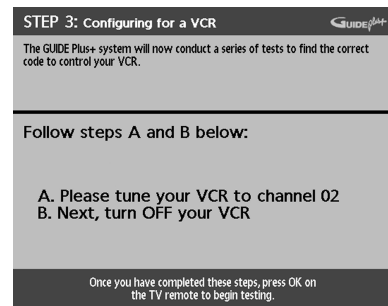 STEP 3: Configuring for a VCR
GUIDE Plus+
The GUIDE Plus+ system will now conduct a series of tests to find the correct
code to control your VCR.
Follow steps A and B below:
A. Please tune your VCR to channel 02
B. Next, turn OFF your VCR
Once you have completed these steps, press OK on
the TV remote to begin testing.